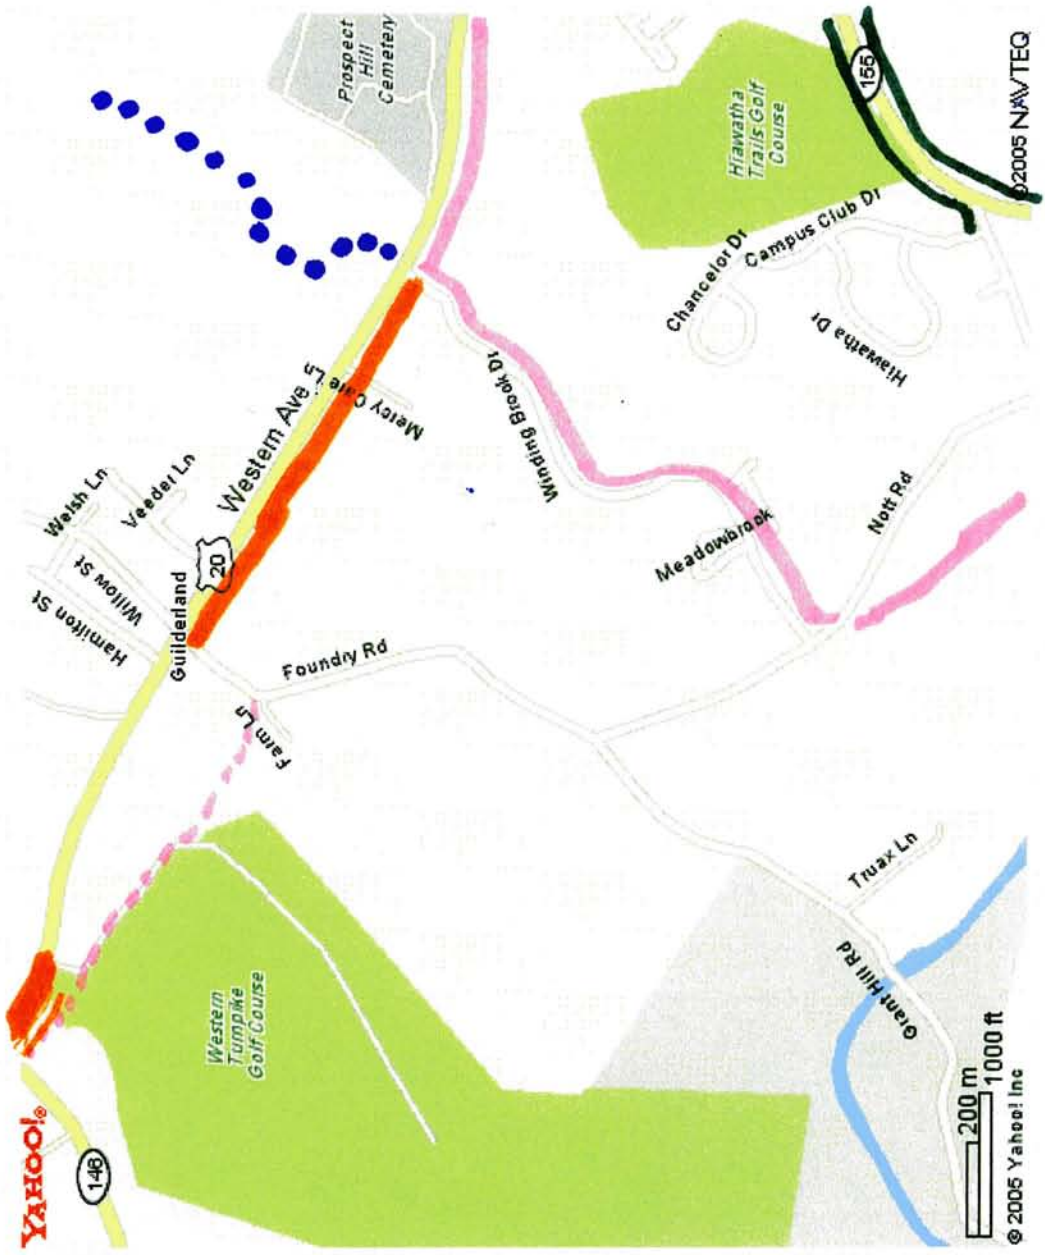 YAHOO!®
146
Prospect
Hill
Cemetery
Hiawatha
Trails Golf
Course
155
©2005 NAVTEQ
Chancelor Dr
Campus Club Dr
Hiawatha Dr
Western Ave
Mercy Care Ln
Winding Brook Dr
Welsh Ln
Veeder Ln
Willow St
Hamilton St
20
Guilderland
Foundry Rd
Farm Ln
Meadowbrook
Nott Rd
Western
Turnpike
Golf Course
Truax Ln
Grant Hill Rd
200 m
1000 ft
© 2005 Yahoo! Inc